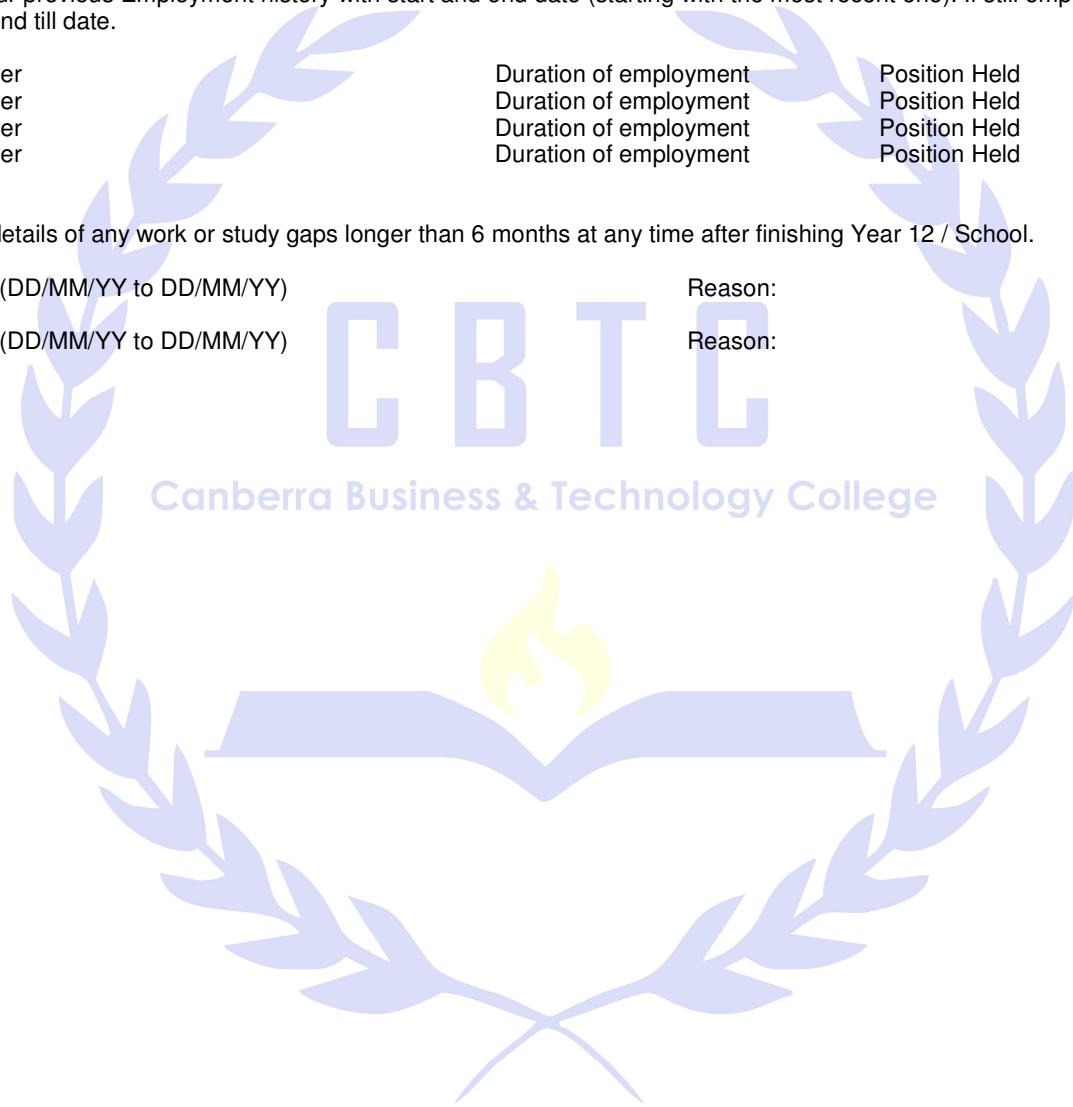 previous Employment history with start and end date (starting with the most recent one). If still
nd till date.
er Duration of employment Position Held
er Duration of employment Position Held
er Duration of employment Position Held
er Duration of employment Position Held
details of any work or study gaps longer than 6 months at any time after finishing Year 12 / School.
(DD/MM/YY to DD/MM/YY) Reason:
(DD/MM/YY to DD/MM/YY) Reason:
CBTC
Canberra Business & Technology College